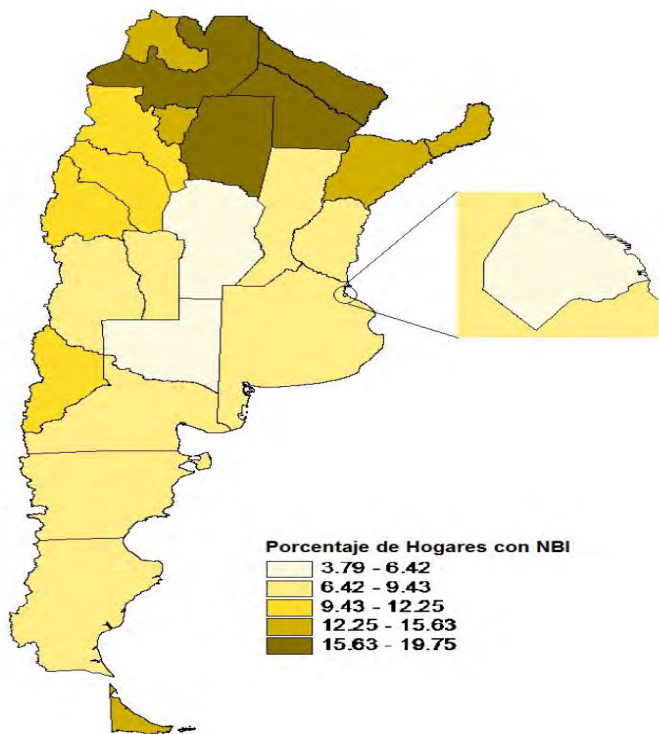 Porcentaje de Hogares con NBI
3.79 - 6.42
6.42 - 9.43
9.43 - 12.25
12.25 - 15.63
15.63 - 19.75